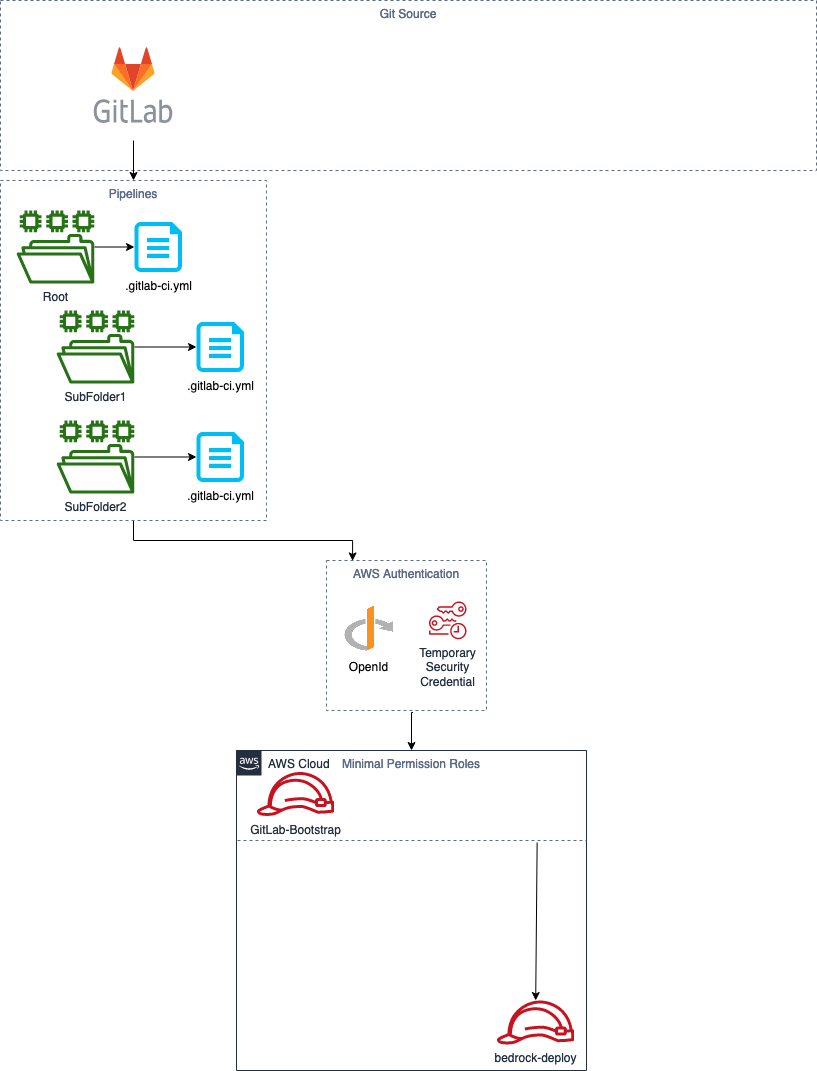 Git Source
GitLab
Pipelines
.gitlab-ci.yml
Root
.gitlab-ci.yml
SubFolder1
.gitlab-ci.yml
SubFolder2
AWS Authentication
OpenId
Temporary
Security
Credential
aws
AWS Cloud
Minimal Permission Roles
GitLab-Bootstrap
bedrock-deploy